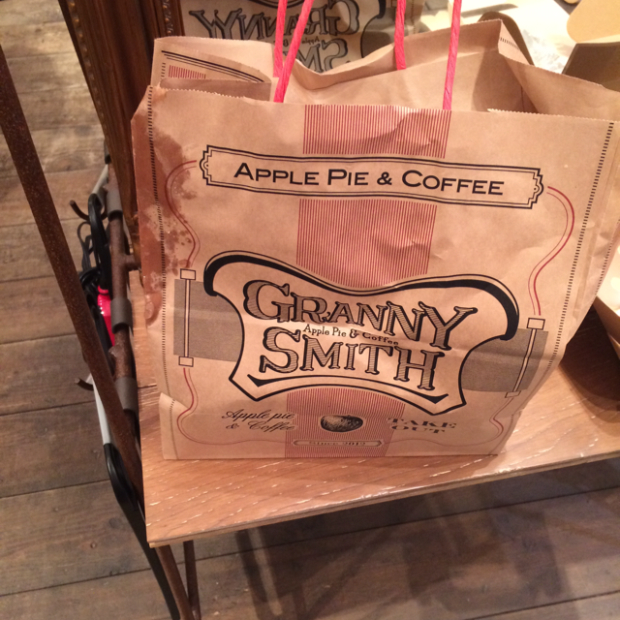 APPLE PIE & COFFEE
GRANNY
Apple Pie & Coffee
SMITH
Apple pie
& Coffee
TAKE
OUT